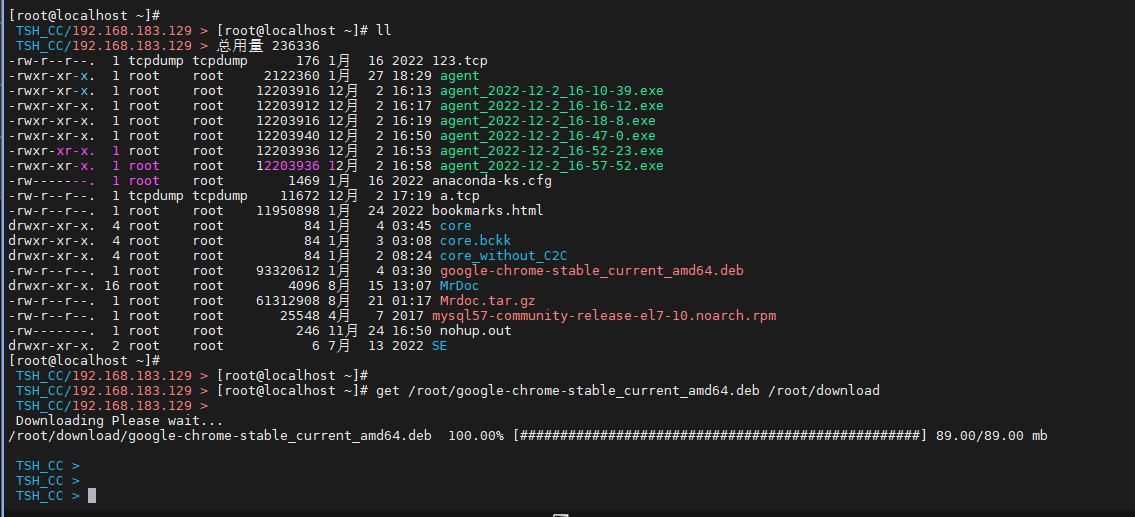 [root@localhost ~]#
TSH_CC/192.168.183.129 > [root@localhost ~]# ll
TSH_CC/192.168.183.129 > 总用量 236336
-rw-r--r--. 1 tcpdump tcpdump 176 1月 16 2022 123.tcp
-rwxr-xr-x. 1 root root 2122360 1月 27 18:29 agent
-rwxr-xr-x. 1 root root 12203916 12月 2 16:13 agent_2022-12-2_16-10-39.exe
-rwxr-xr-x. 1 root root 12203912 12月 2 16:17 agent_2022-12-2_16-16-12.exe
-rwxr-xr-x. 1 root root 12203916 12月 2 16:19 agent_2022-12-2_16-18-8.exe
-rwxr-xr-x. 1 root root 12203940 12月 2 16:50 agent_2022-12-2_16-47-0.exe
-rwxr-xr-x. 1 root root 12203936 12月 2 16:53 agent_2022-12-2_16-52-23.exe
-rwxr-xr-x. 1 root root 12203936 12月 2 16:58 agent_2022-12-2_16-57-52.exe
-rw-------. 1 root root 1469 1月 16 2022 anaconda-ks.cfg
-rw-r--r--. 1 tcpdump tcpdump 11672 12月 2 17:19 a.tcp
-rw-r--r--. 1 root root 11950898 1月 24 2022 bookmarks.html
drwxr-xr-x. 4 root root 84 1月 4 03:45 core
drwxr-xr-x. 4 root root 84 1月 3 03:08 core.bckk
drwxr-xr-x. 4 root root 84 1月 2 08:24 core_without_C2C
-rw-r--r--. 1 root root 93320612 1月 4 03:30 google-chrome-stable_current_amd64.deb
drwxr-xr-x. 16 root root 4096 8月 15 13:07 MrDoc
-rw-r--r--. 1 root root 61312908 8月 21 01:17 Mrdoc.tar.gz
-rw-r--r--. 1 root root 25548 4月 7 2017 mysql57-community-release-el7-10.noarch.rpm
-rw-------. 1 root root 246 11月 24 16:50 nohup.out
drwxr-xr-x. 2 root root 6 7月 13 2022 SE
[root@localhost ~]#
TSH_CC/192.168.183.129 > [root@localhost ~]#
TSH_CC/192.168.183.129 > [root@localhost ~]# get /root/google-chrome-stable_current_amd64.deb /root/download
TSH_CC/192.168.183.129 >
Downloading Please wait...
/root/download/google-chrome-stable_current_amd64.deb 100.00% [##################################################] 89.00/89.00 mb
TSH_CC >
TSH_CC >
TSH_CC >